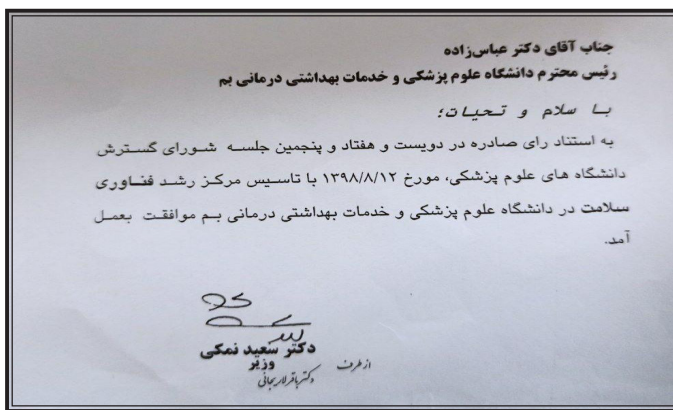 جناب آقای دکتر عباس‌زاده
رئیس محترم دانشگاه علوم پزشکی و خدمات بهداشتی درمانی بم
با سلام و تحیات؛
به استناد رای صادره در دویست و هفتاد و پنجمین جلسه شورای گسترش
دانشگاه های علوم پزشکی، مورخ ۱۳۹۸/۸/۱۲ با تاسیس مرکز رشد فناوری
سلامت در دانشگاه علوم پزشکی و خدمات بهداشتی درمانی بم موافقت بعمل
آمد.
دکتر سعید نمکی
وزیر
از طرف
دکتر باقر لاریجانی